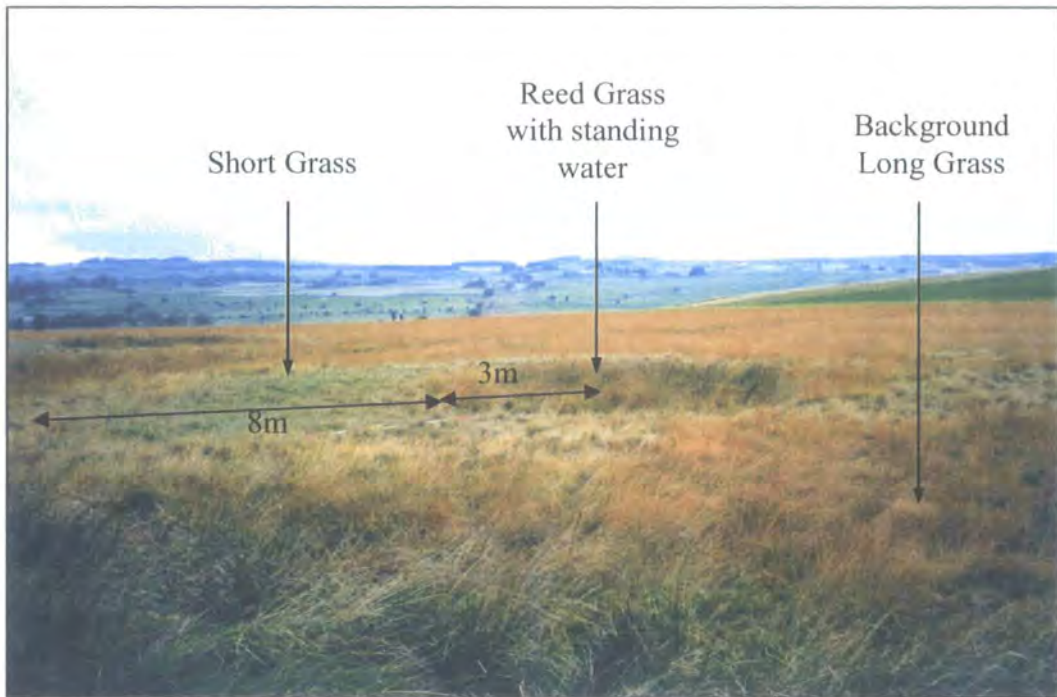 Short Grass
Reed Grass
with standing
water
Background
Long Grass
3m
8m